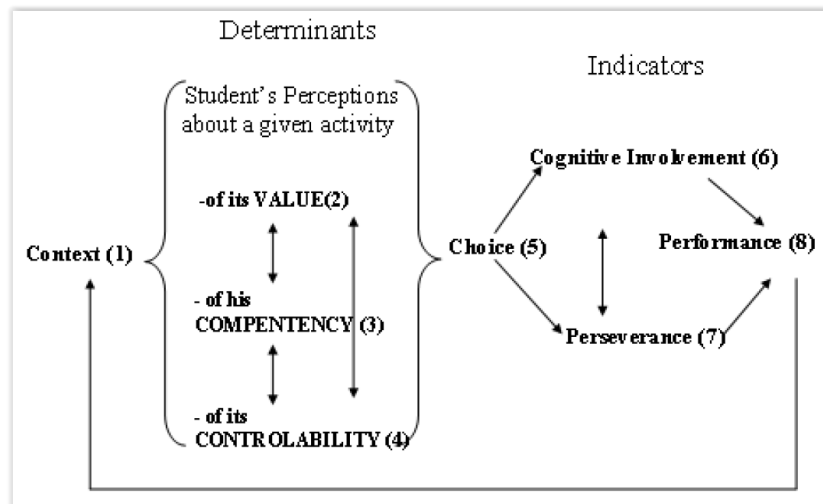 Determinants
Indicators
Student's Perceptions
about a given activity
Cognitive Involvement (6)
-of its VALUE(2)
Context (1)
Choice (5)
Performance (8)
- of his
COMPENTENCY (3)
Perseverance (7)
- of its
CONTROLABILITY (4)